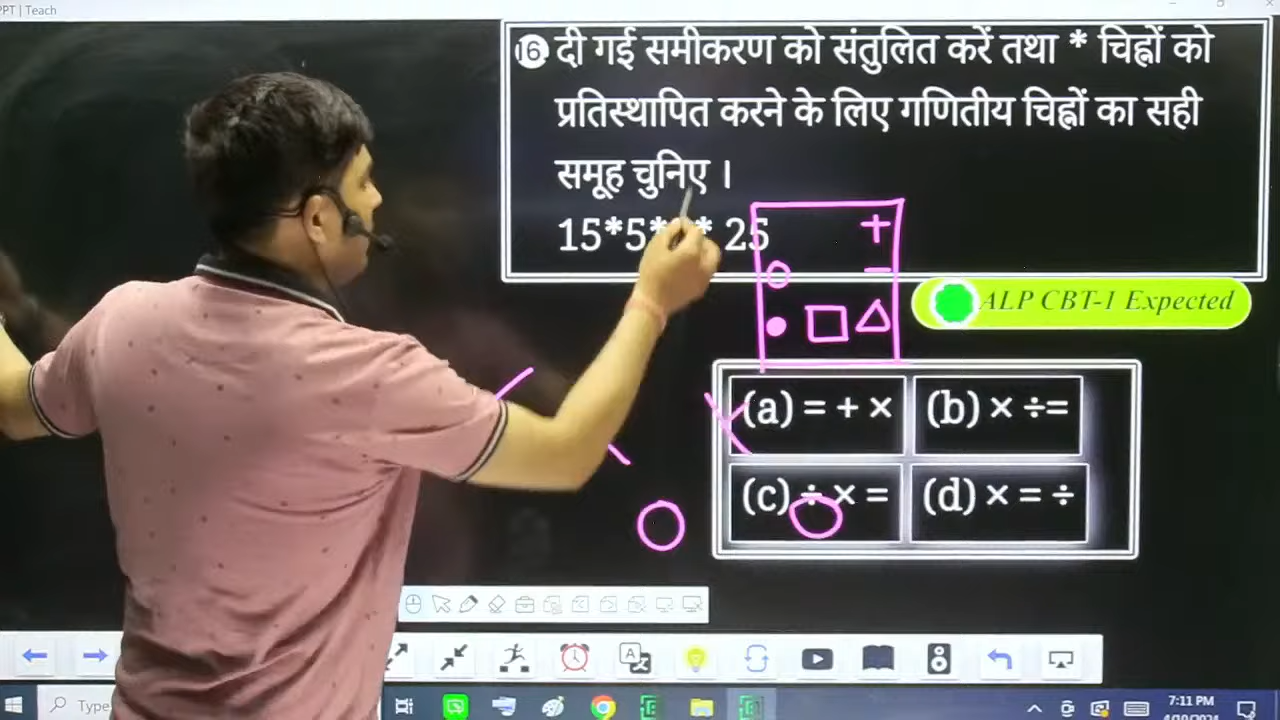 PPT | Teach
16 दी गई समीकरण को संतुलित करें तथा * चिह्नों को
प्रतिस्थापित करने के लिए गणितीय चिह्नों का सही
समूह चुनिए ।
15*5* * 25
+
−
ALP CBT-1 Expected
(a) = + × (b) × ÷=
(c) ÷ × = (d) × = ÷
Type
7:11 PM